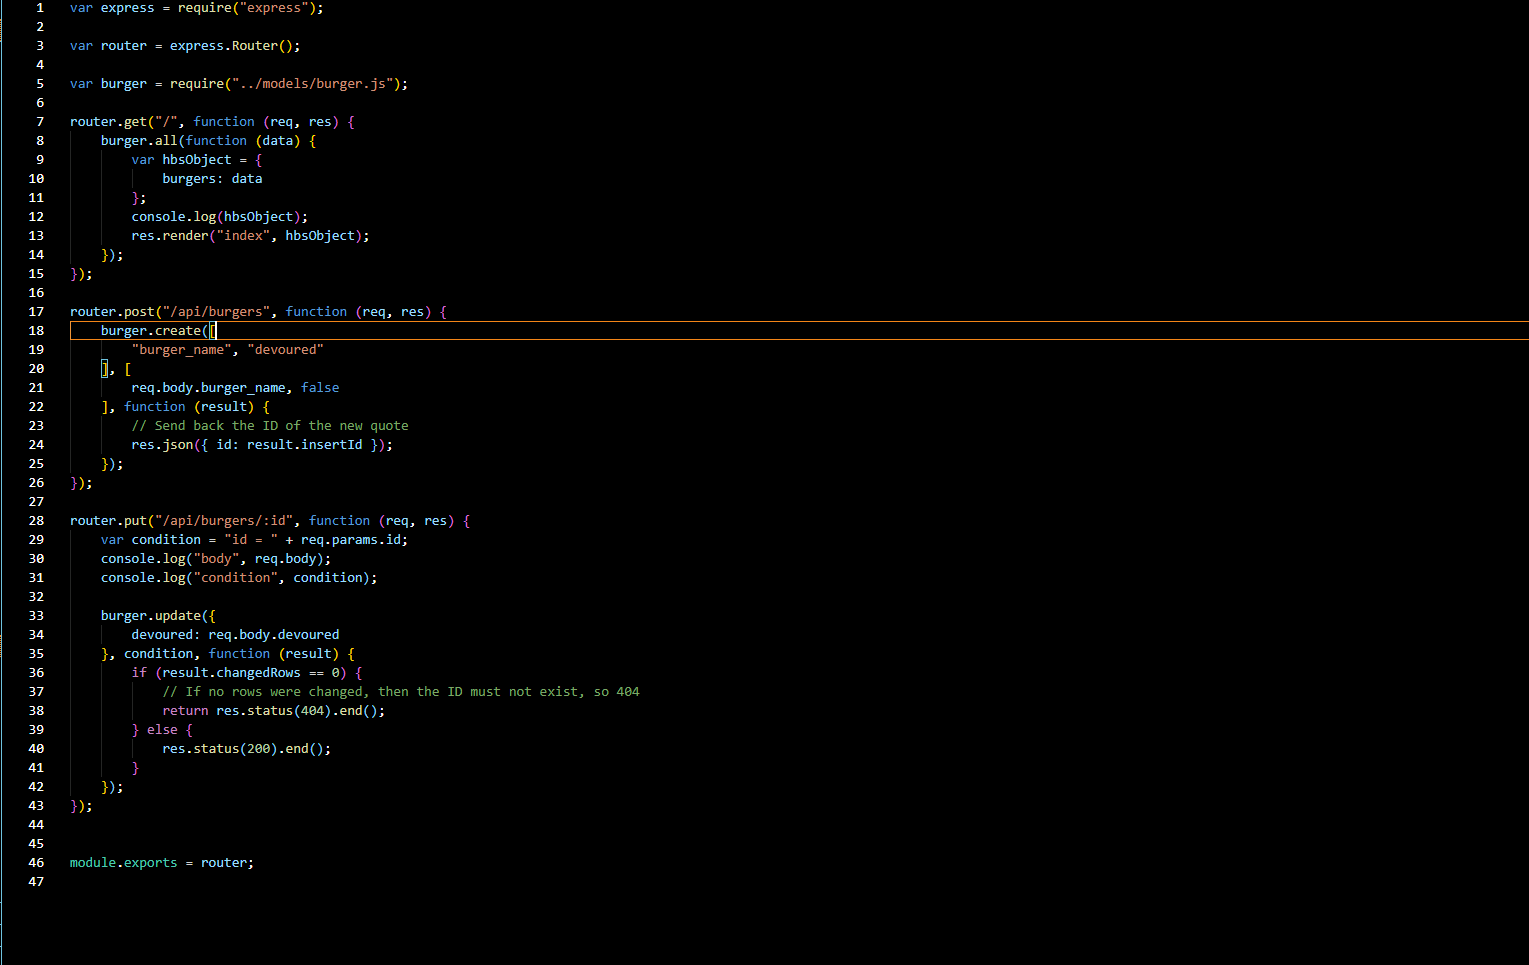 1 var express = require("express");
2
3 var router = express.Router();
4
5 var burger = require("../models/burger.js");
6
7 router.get("/", function (req, res) {
8     burger.all(function (data) {
9         var hbsObject = {
10             burgers: data
11         };
12         console.log(hbsObject);
13         res.render("index", hbsObject);
14     });
15 });
16
17 router.post("/api/burgers", function (req, res) {
18     burger.create([
19         "burger_name", "devoured"
20     ], [
21         req.body.burger_name, false
22     ], function (result) {
23         // Send back the ID of the new quote
24         res.json({ id: result.insertId });
25     });
26 });
27
28 router.put("/api/burgers/:id", function (req, res) {
29     var condition = "id = " + req.params.id;
30     console.log("body", req.body);
31     console.log("condition", condition);
32
33     burger.update({
34         devoured: req.body.devoured
35     }, condition, function (result) {
36         if (result.changedRows == 0) {
37             // If no rows were changed, then the ID must not exist, so 404
38             return res.status(404).end();
39         } else {
40             res.status(200).end();
41         }
42     });
43 });
44
45
46 module.exports = router;
47